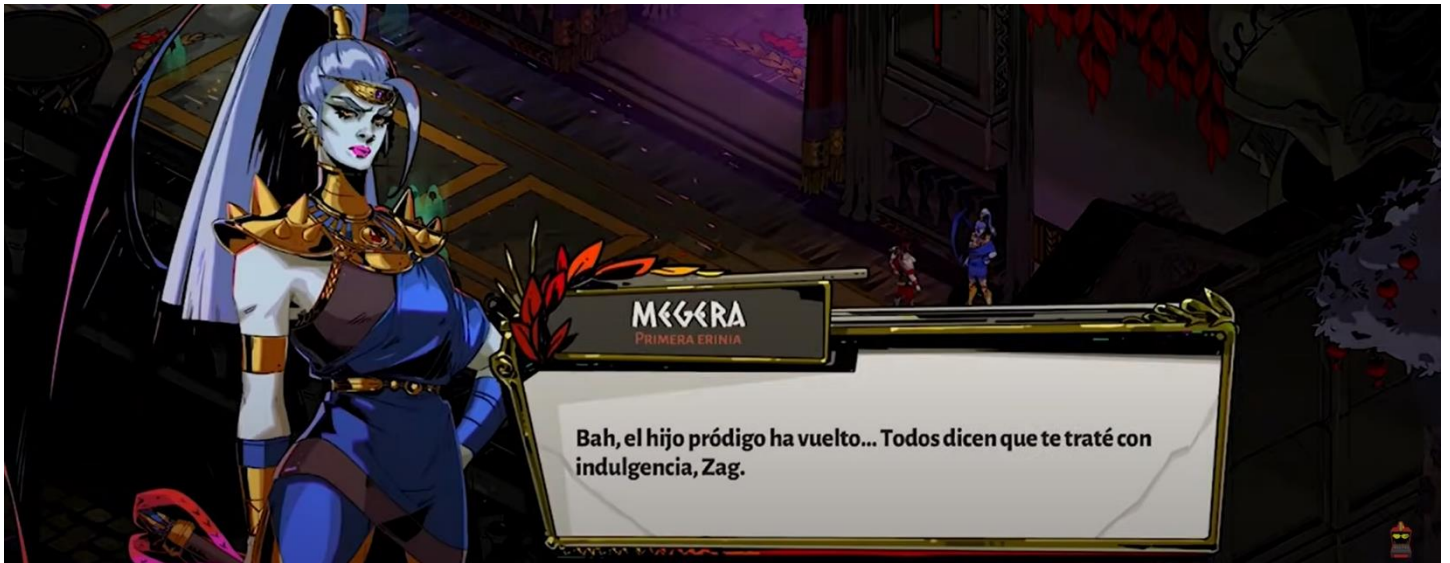 MEGERA
PRIMERA ERINIA
Bah, el hijo pródigo ha vuelto... Todos dicen que te traté con
indulgencia, Zag.